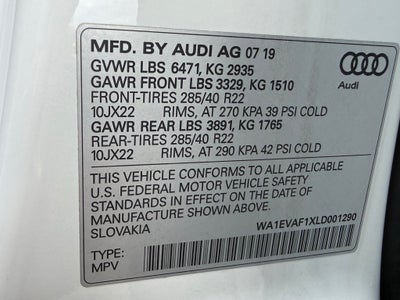 MFD. BY AUDI AG 07 19
GVWR LBS 6471, KG 2935
GAWR FRONT LBS 3329, KG 1510
FRONT-TIRES 285/40 R22
10JX22 RIMS, AT 270 KPA 39 PSI COLD
GAWR REAR LBS 3891, KG 1765
REAR-TIRES 285/40 R22
10JX22 RIMS, AT 290 KPA 42 PSI COLD
Audi
THIS VEHICLE CONFORMS TO ALL APPLICABLE
U.S. FEDERAL MOTOR VEHICLE SAFETY
STANDARDS IN EFFECT ON THE DATE OF
MANUFACTURE SHOWN ABOVE.
SLOVAKIA WA1EVAF1XLD001290
TYPE:
MPV